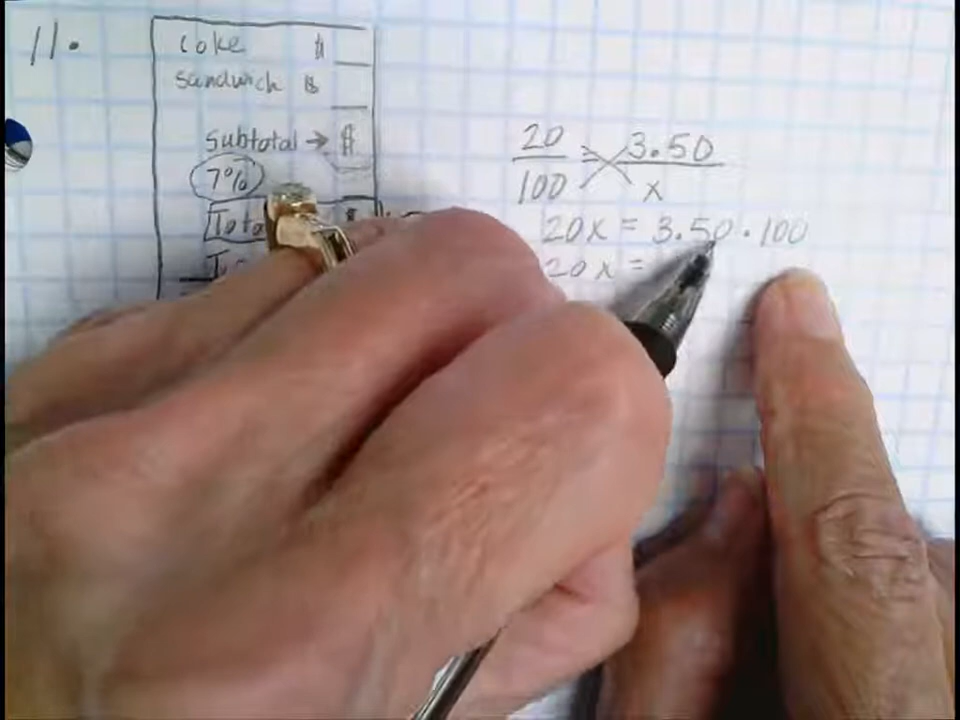 11.
coke $
sandwich $
subtotal → $
7%
Tota $
20/100 = 3.50/x
20x = 3.50 · 100
20x =